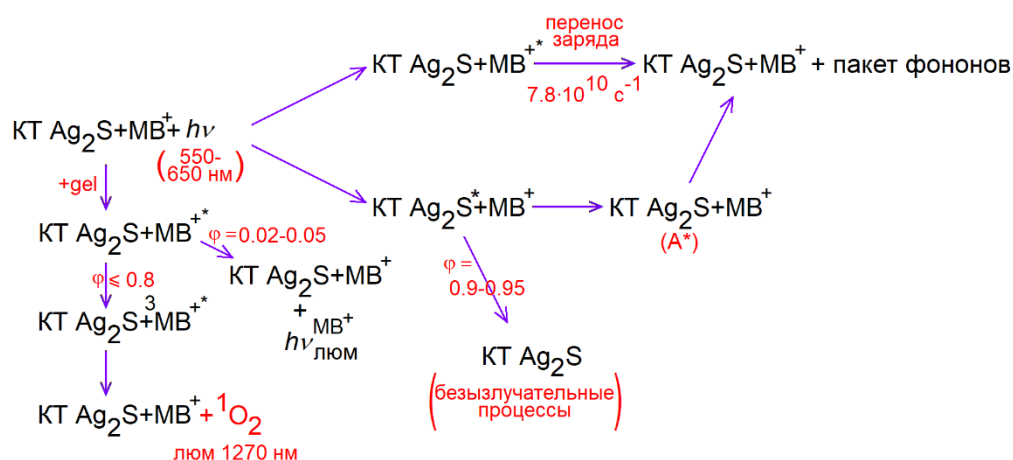 перенос
заряда
КТ Ag₂S+MB⁺*
7.8·10¹⁰ с⁻¹
КТ Ag₂S+MB⁺ + пакет фононов
КТ Ag₂S+MB⁺+ hν
(550-
650 нм)
+gel
КТ Ag₂S*+MB⁺
КТ Ag₂S+MB⁺
(A*)
КТ Ag₂S+MB⁺*
φ=0.02-0.05
КТ Ag₂S+MB⁺
+
hν люм MB⁺
φ =
0.9-0.95
φ ⩽ 0.8
КТ Ag₂S+³MB⁺*
КТ Ag₂S
(безызлучательные
процессы)
КТ Ag₂S+MB⁺+ ¹O₂
люм 1270 нм